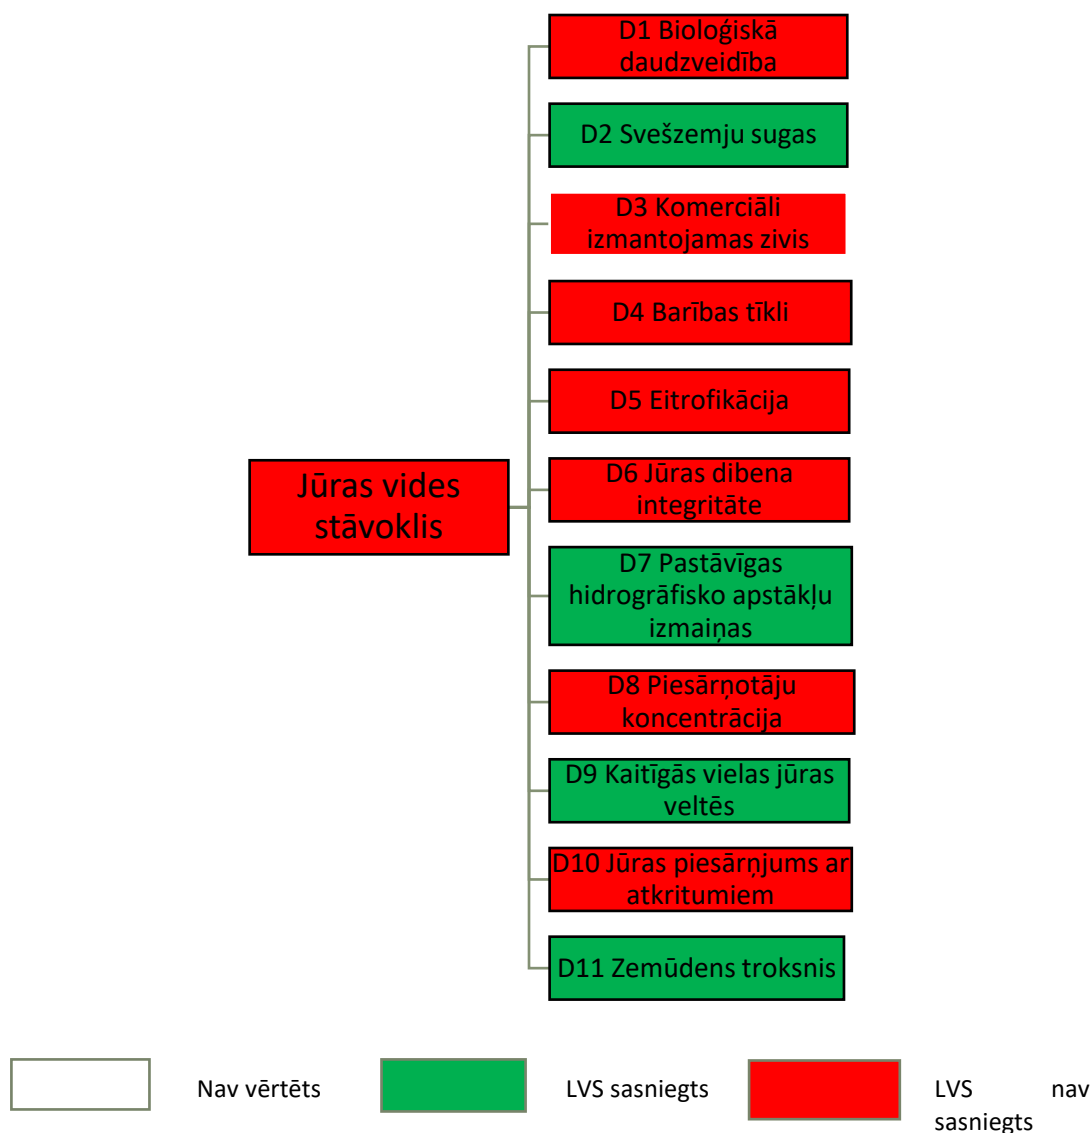 D1 Bioloģiskā
daudzveidība
D2 Svešzemju sugas
D3 Komerciāli
izmantojamas zivis
D4 Barības tīkli
D5 Eitrofikācija
D6 Jūras dibena
integritāte
Jūras vides
stāvoklis
D7 Pastāvīgas
hidrogrāfisko apstākļu
izmaiņas
D8 Piesārņotāju
koncentrācija
D9 Kaitīgās vielas jūras
veltēs
D10 Jūras piesārņjums ar
atkritumiem
D11 Zemūdens troksnis
Nav vērtēts
LVS sasniegts
LVS nav
sasniegts